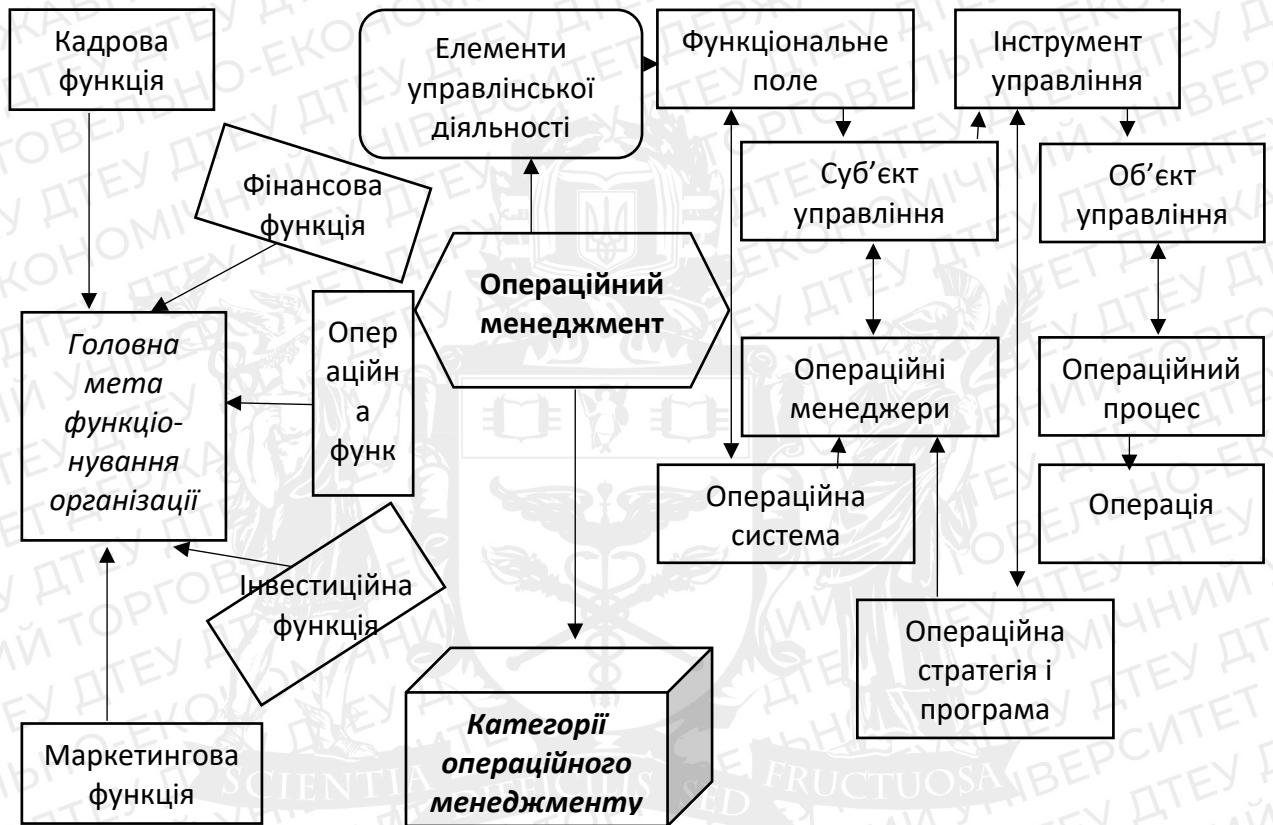 Кадрова
функція
Елементи
управлінської
діяльності
Функціональне
поле
Інструмент
управління
Фінансова
функція
Суб’єкт
управління
Об’єкт
управління
Операційний
менеджмент
Головна
мета
функціо-
нування
організації
Опер
аційн
а
функ
Операційні
менеджери
Операційний
процес
Операційна
система
Операція
Інвестиційна
функція
Операційна
стратегія і
програма
Категорії
операційного
менеджменту
Маркетингова
функція
SCIENTIA
FRUCTUOSA